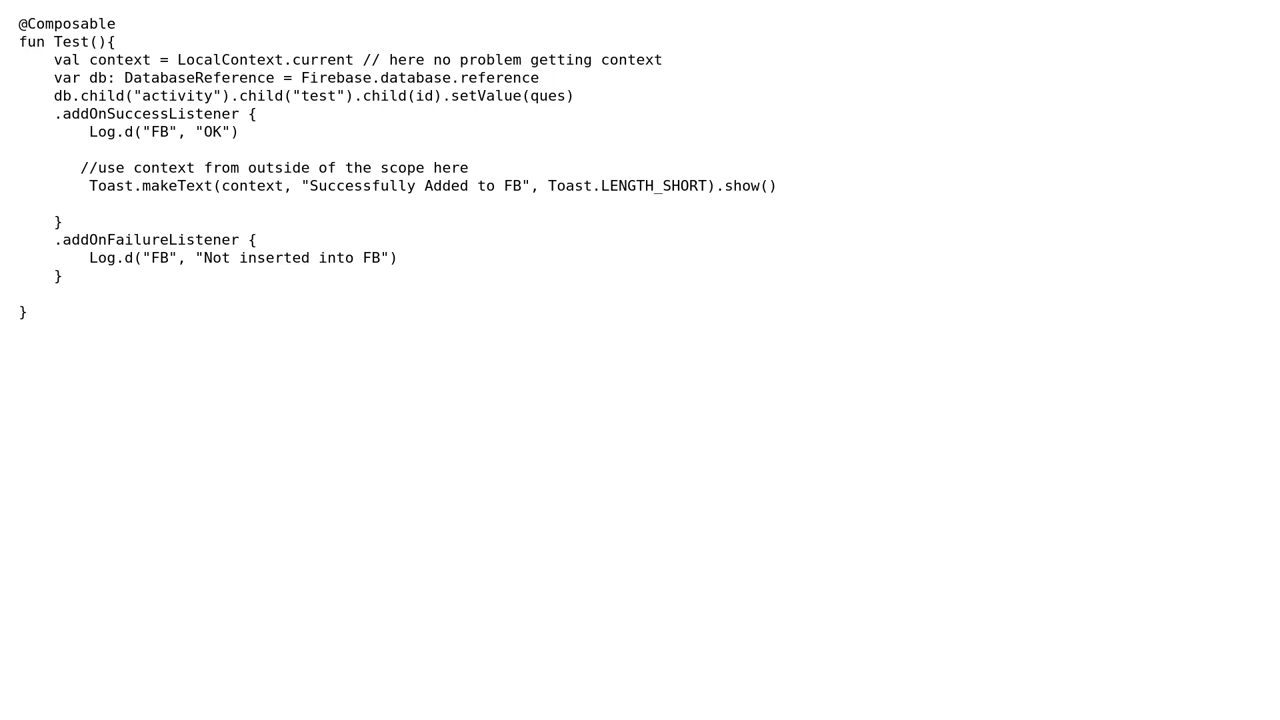 @Composable
fun Test(){
    val context = LocalContext.current // here no problem getting context
    var db: DatabaseReference = Firebase.database.reference
    db.child("activity").child("test").child(id).setValue(ques)
    .addOnSuccessListener {
        Log.d("FB", "OK")

       //use context from outside of the scope here
        Toast.makeText(context, "Successfully Added to FB", Toast.LENGTH_SHORT).show()

    }
    .addOnFailureListener {
        Log.d("FB", "Not inserted into FB")
    }

}